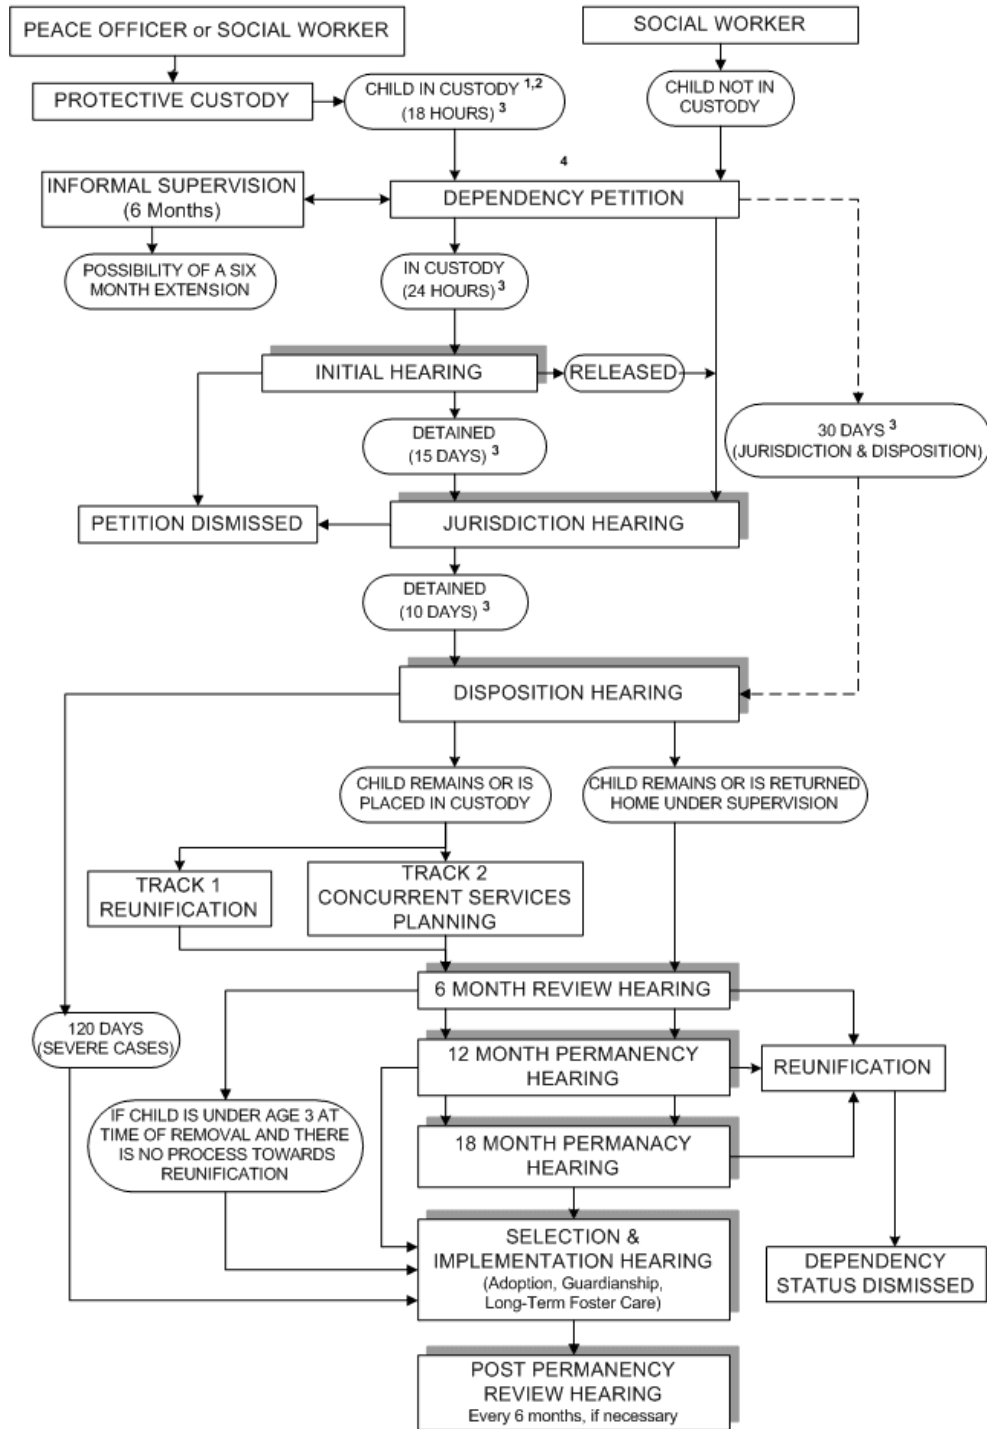 PEACE OFFICER or SOCIAL WORKER
SOCIAL WORKER
PROTECTIVE CUSTODY
CHILD IN CUSTODY 1,2
(18 HOURS) 3
CHILD NOT IN
CUSTODY
4
INFORMAL SUPERVISION
(6 Months)
DEPENDENCY PETITION
POSSIBILITY OF A SIX
MONTH EXTENSION
IN CUSTODY
(24 HOURS) 3
INITIAL HEARING
RELEASED
DETAINED
(15 DAYS) 3
30 DAYS 3
(JURISDICTION & DISPOSITION)
PETITION DISMISSED
JURISDICTION HEARING
DETAINED
(10 DAYS) 3
DISPOSITION HEARING
CHILD REMAINS OR IS
PLACED IN CUSTODY
CHILD REMAINS OR IS RETURNED
HOME UNDER SUPERVISION
TRACK 1
REUNIFICATION
TRACK 2
CONCURRENT SERVICES
PLANNING
6 MONTH REVIEW HEARING
120 DAYS
(SEVERE CASES)
12 MONTH PERMANENCY
HEARING
REUNIFICATION
IF CHILD IS UNDER AGE 3 AT
TIME OF REMOVAL AND THERE
IS NO PROCESS TOWARDS
REUNIFICATION
18 MONTH PERMANACY
HEARING
SELECTION &
IMPLEMENTATION HEARING
(Adoption, Guardianship,
Long-Term Foster Care)
DEPENDENCY
STATUS DISMISSED
POST PERMANENCY
REVIEW HEARING
Every 6 months, if necessary